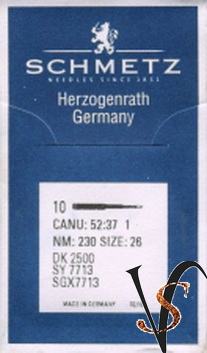 SCHMETZ
NEEDLES SINCE 1851
Herzogenrath
Germany
10
CANU: 52:37 1
NM: 230 SIZE: 26
DK 2500
SY 7713
SGX7713
MADE IN GERMANY
VS